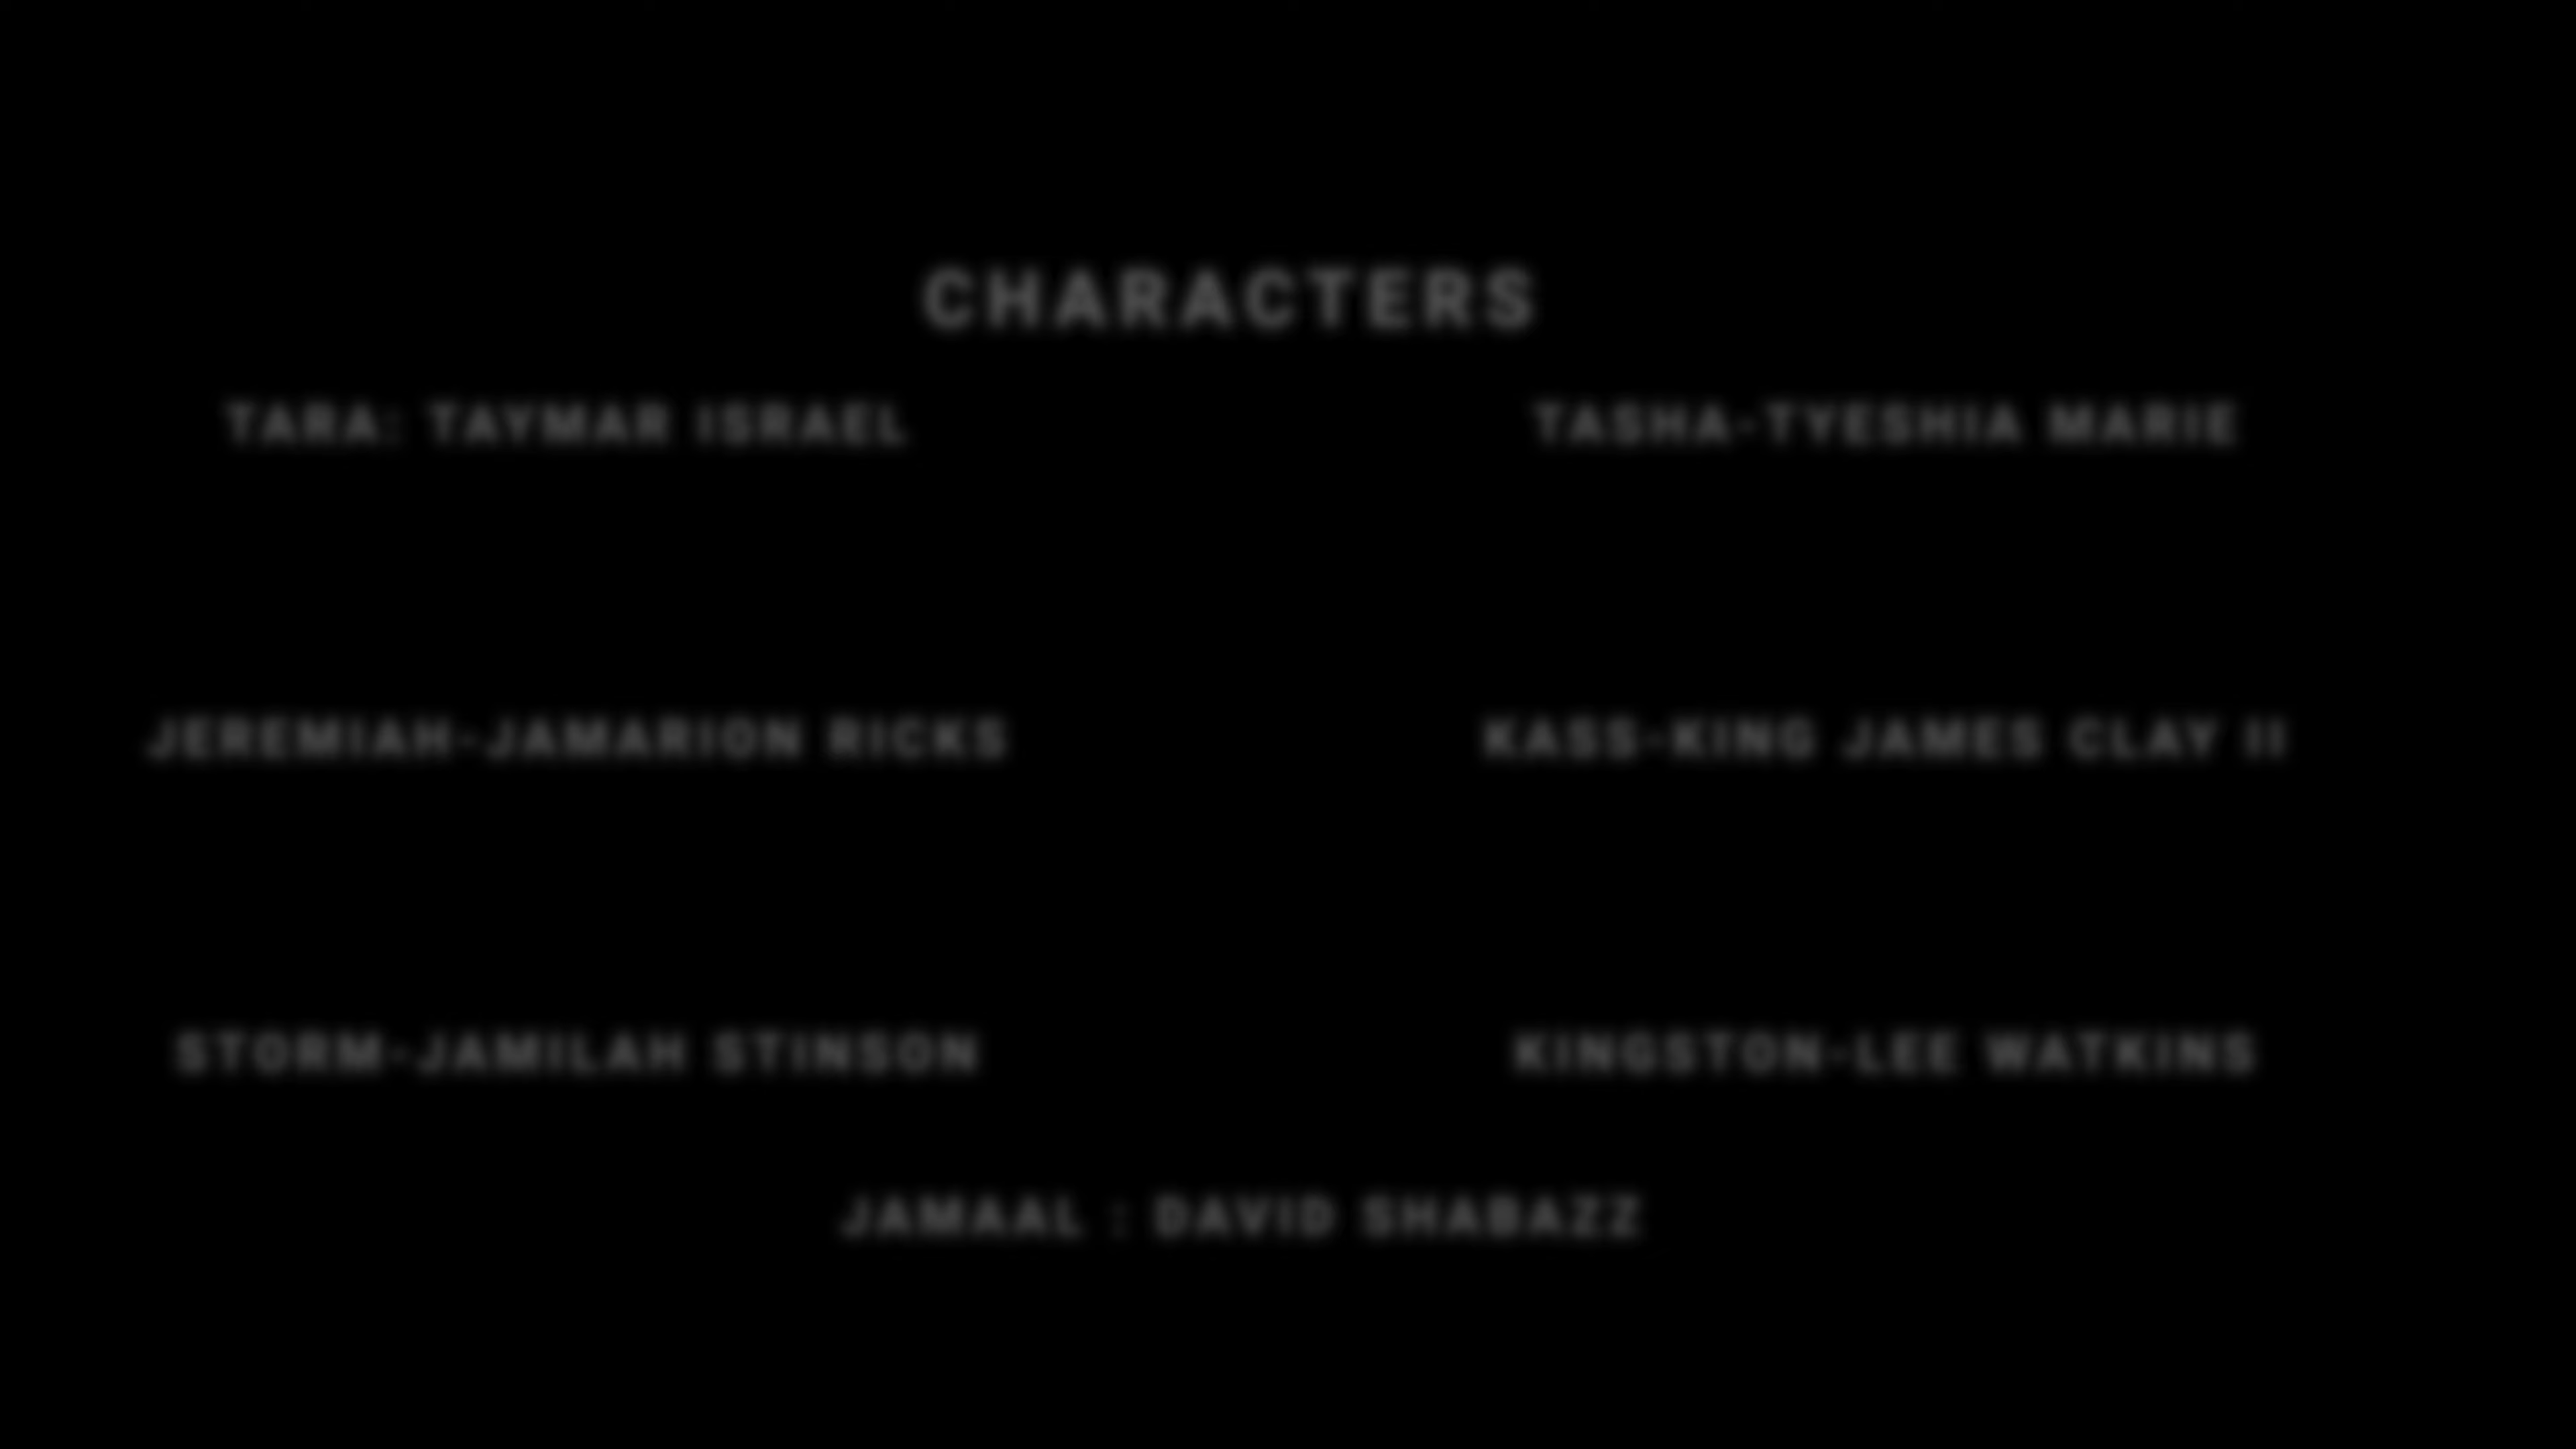 CHARACTERS
TARA: TAYMAR ISRAEL
TASHA-TYESHIA MARIE
JEREMIAH-JAMARION RICKS
KASS-KING JAMES CLAY II
STORM-JAMILAH STINSON
KINGSTON-LEE WATKINS
JAMAAL : DAVID SHABAZZ